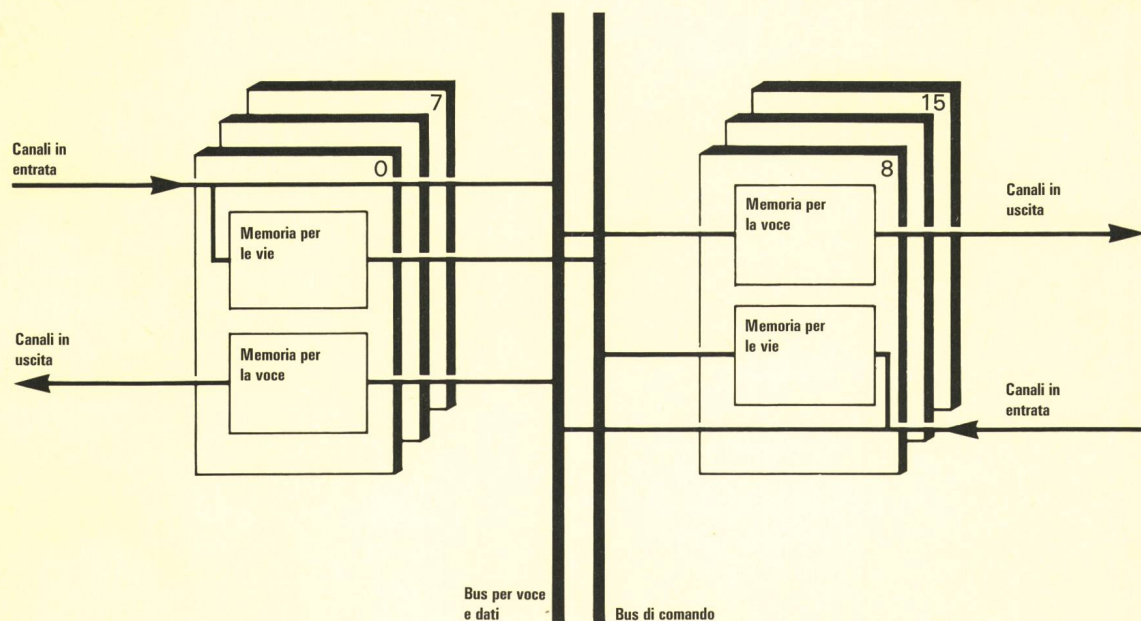 7
15
0
8
Canali in
entrata
Memoria per
le vie
Memoria per
la voce
Canali in
uscita
Canali in
uscita
Memoria per
la voce
Memoria per
le vie
Canali in
entrata
Bus per voce
e dati
Bus di comando